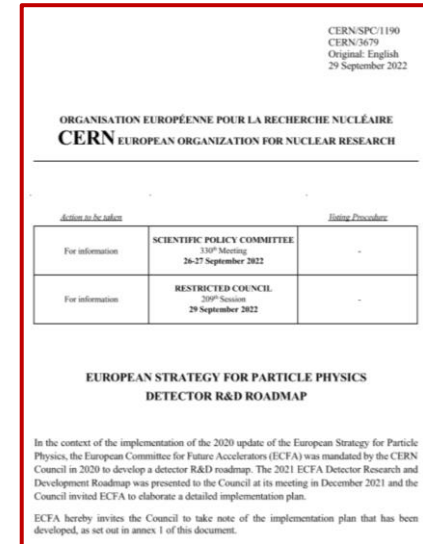 CERN/SPC/1190
CERN/3679
Original: English
29 September 2022
ORGANISATION EUROPÉENNE POUR LA RECHERCHE NUCLÉAIRE
CERN EUROPEAN ORGANIZATION FOR NUCLEAR RESEARCH
Action to be taken Voting Procedure
For information SCIENTIFIC POLICY COMMITTEE -
330th Meeting
26-27 September 2022
For information RESTRICTED COUNCIL -
209th Session
29 September 2022
EUROPEAN STRATEGY FOR PARTICLE PHYSICS
DETECTOR R&D ROADMAP
In the context of the implementation of the 2020 update of the European Strategy for Particle
Physics, the European Committee for Future Accelerators (ECFA) was mandated by the CERN
Council in 2020 to develop a detector R&D roadmap. The 2021 ECFA Detector Research and
Development Roadmap was presented to the Council at its meeting in December 2021 and the
Council invited ECFA to elaborate a detailed implementation plan.
ECFA hereby invites the Council to take note of the implementation plan that has been
developed, as set out in annex 1 of this document.